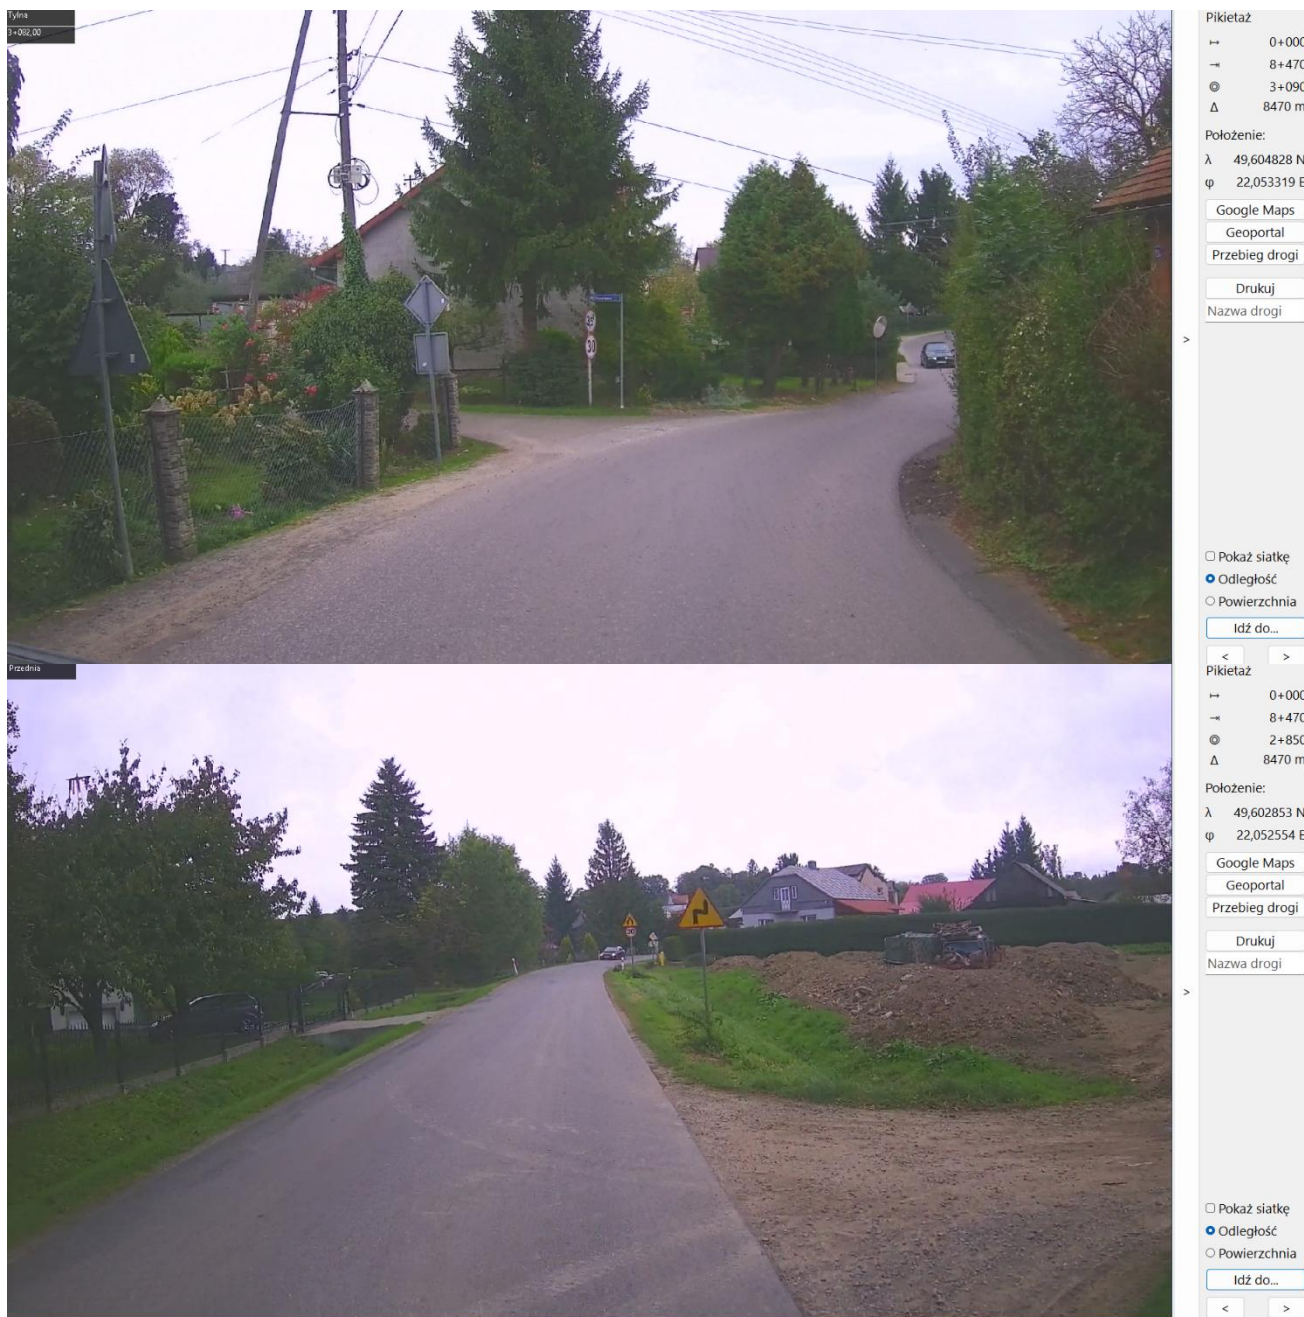 Tylna
3+082,00
30
Pikietaż
↦ 0+000
⇥ 8+470
◎ 3+090
Δ 8470 m
Położenie:
λ 49,604828 N
φ 22,053319 E
Google Maps
Geoportal
Przebieg drogi
Drukuj
Nazwa drogi
>
Pokaż siatkę
Odległość
Powierzchnia
Idź do...
< >
Przednia
Pikietaż
↦ 0+000
⇥ 8+470
◎ 2+850
Δ 8470 m
Położenie:
λ 49,602853 N
φ 22,052554 E
Google Maps
Geoportal
Przebieg drogi
Drukuj
Nazwa drogi
>
Pokaż siatkę
Odległość
Powierzchnia
Idź do...
< >